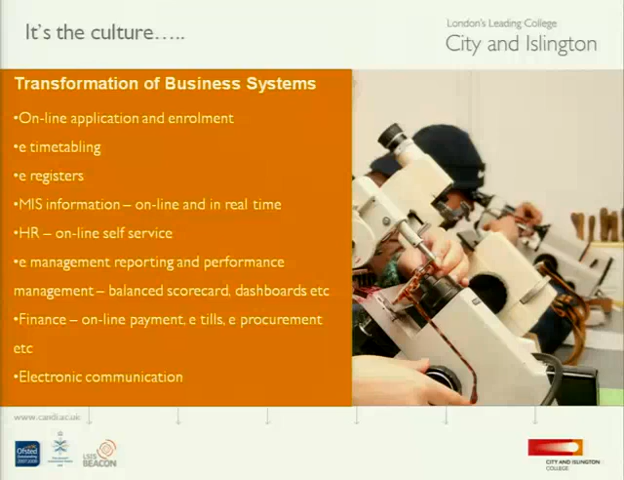 It's the culture.....
London's Leading College
City and Islington
Transformation of Business Systems
•On-line application and enrolment
•e timetabling
•e registers
•MIS information – on-line and in real time
•HR – on-line self service
•e management reporting and performance
management – balanced scorecard, dashboards etc
•Finance – on-line payment, e tills, e procurement
etc
•Electronic communication
www.candi.ac.uk
Ofsted
LSIS
BEACON
CITY AND ISLINGTON
COLLEGE